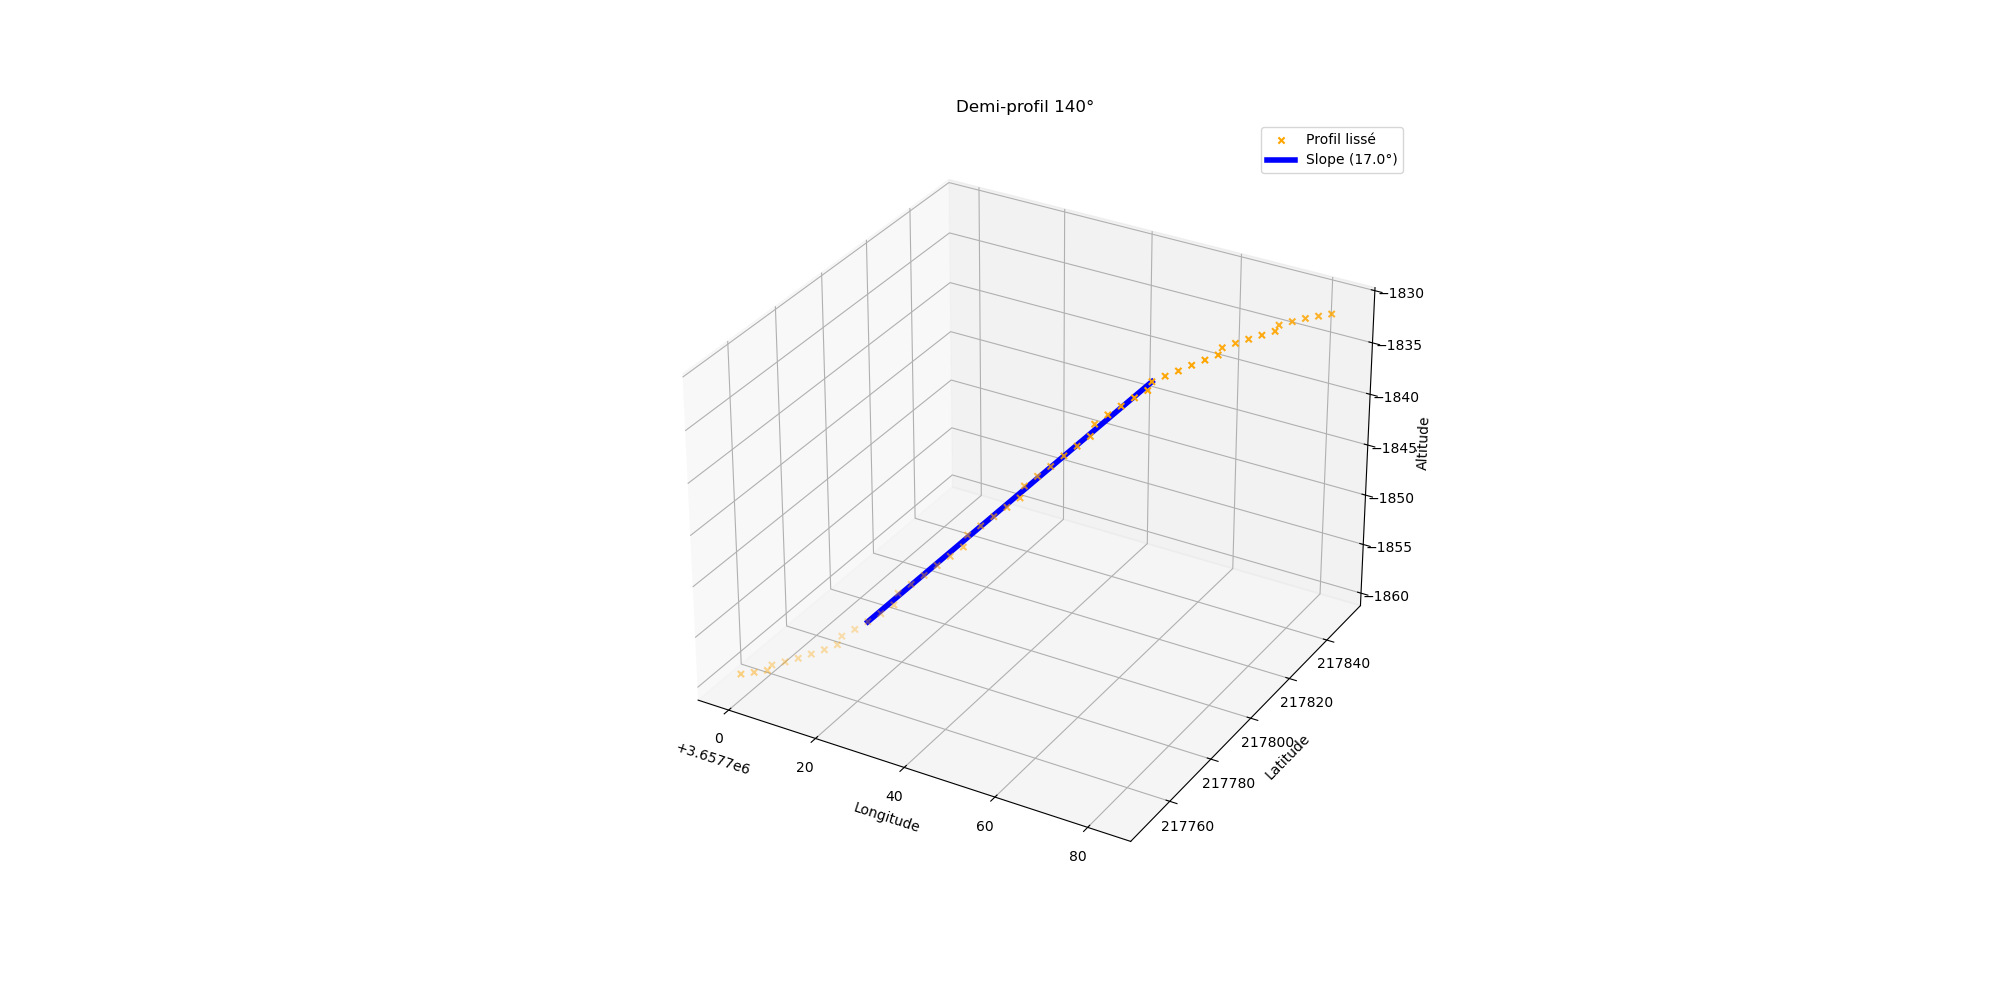 Demi-profil 140°
Profil lissé
Slope (17.0°)
−1830
−1835
−1840
−1845
−1850
−1855
−1860
Altitude
217840
217820
217800
217780
217760
Latitude
0
20
40
60
80
+3.6577e6
Longitude